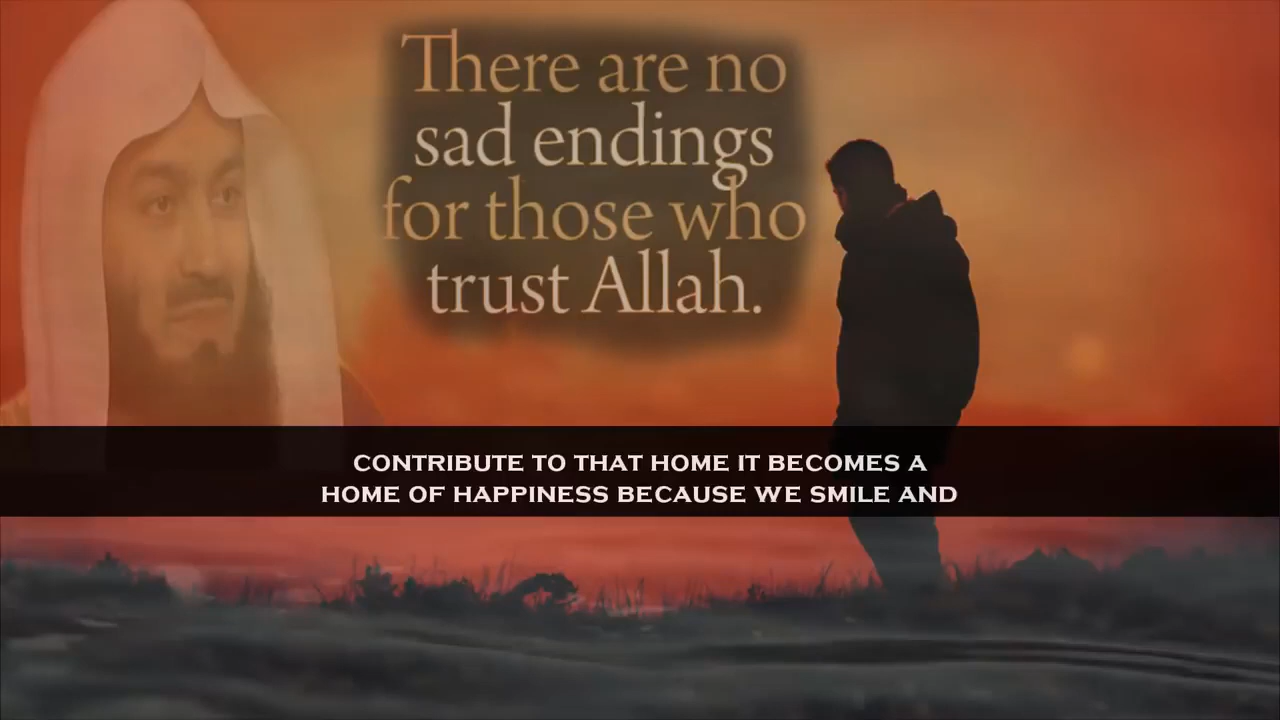 There are no
sad endings
for those who
trust Allah.
CONTRIBUTE TO THAT HOME IT BECOMES A
HOME OF HAPPINESS BECAUSE WE SMILE AND